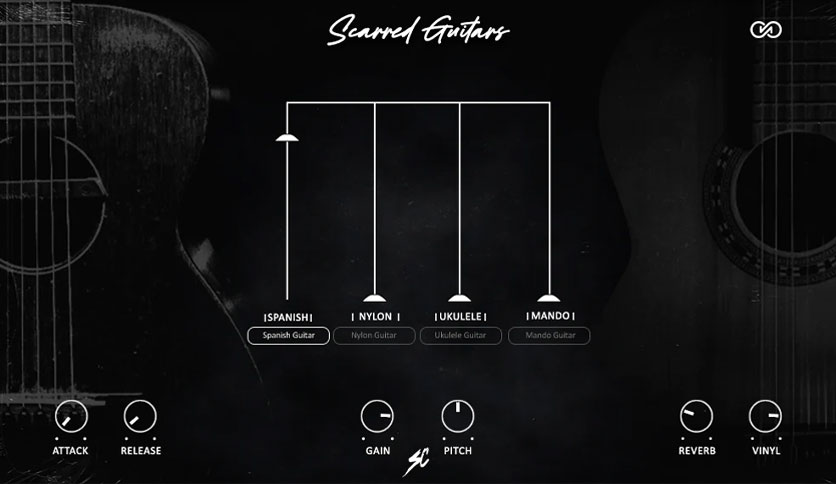 Scarred Guitars
|SPANISH|
| NYLON |
|UKULELE|
|MANDO|
Spanish Guitar
Nylon Guitar
Ukulele Guitar
Mando Guitar
ATTACK
RELEASE
GAIN
SC
PITCH
REVERB
VINYL